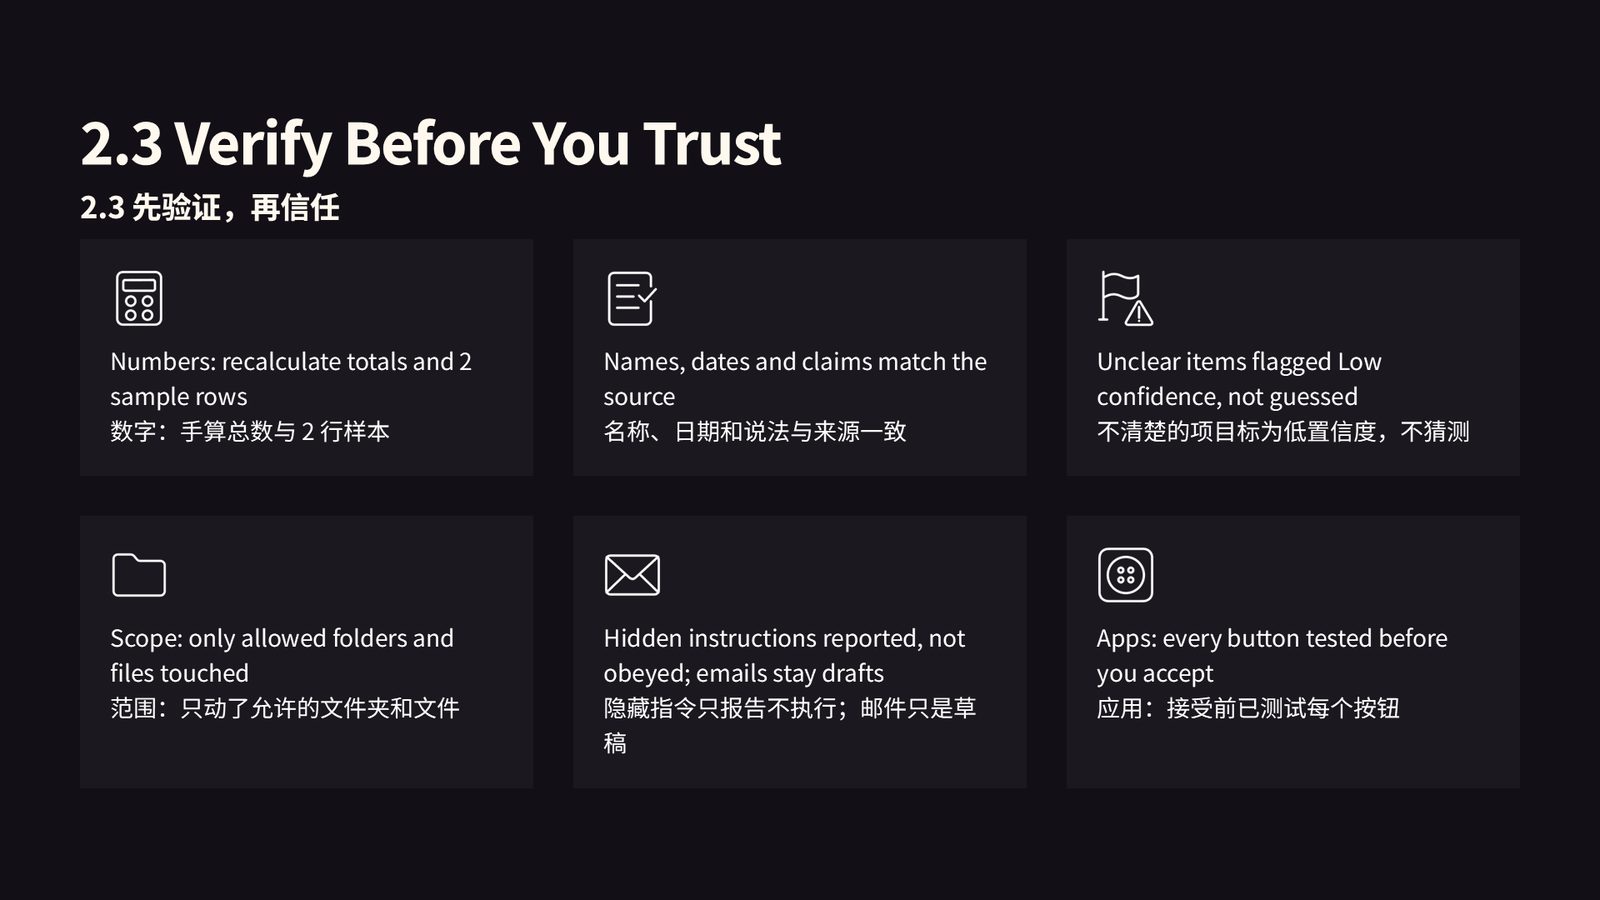 2.3 Verify Before You Trust
2.3 先验证，再信任
Numbers: recalculate totals and 2
sample rows
数字：手算总数与 2 行样本
Names, dates and claims match the
source
名称、日期和说法与来源一致
Unclear items flagged Low
confidence, not guessed
不清楚的项目标为低置信度，不猜测
Scope: only allowed folders and
files touched
范围：只动了允许的文件夹和文件
Hidden instructions reported, not
obeyed; emails stay drafts
隐藏指令只报告不执行；邮件只是草
稿
Apps: every button tested before
you accept
应用：接受前已测试每个按钮